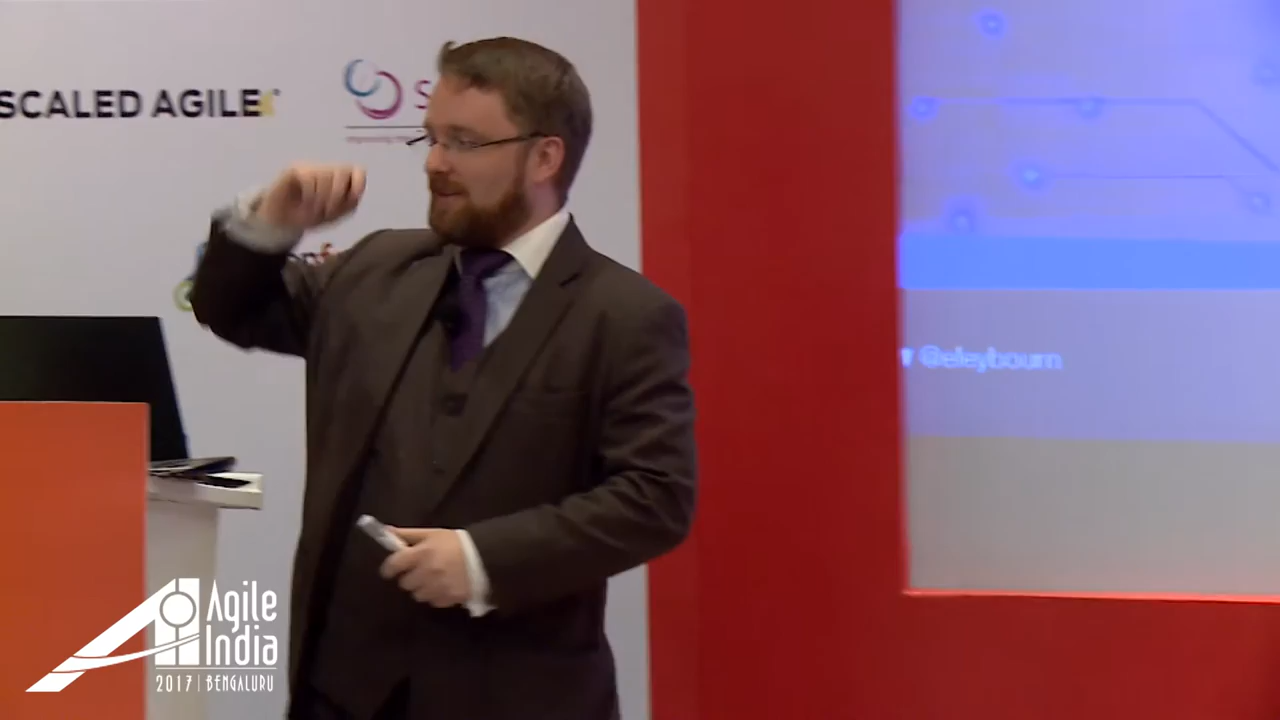 SCALED AGILE
S
@eleybourn
Agile
India
2017 | BENGALURU